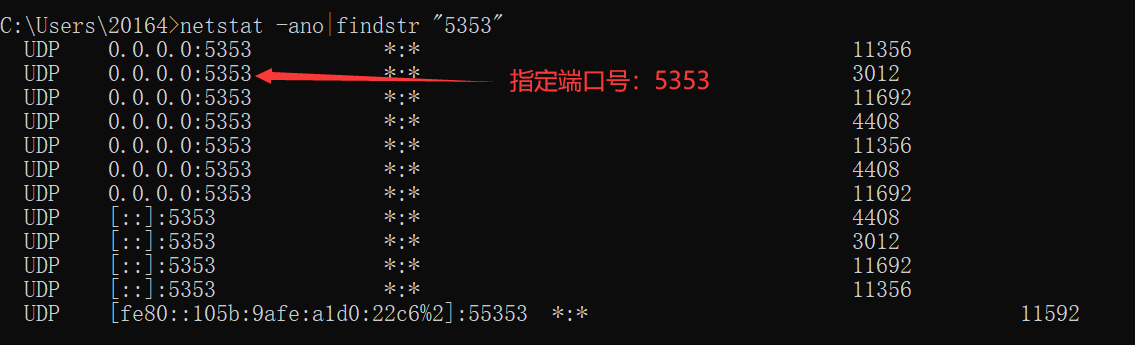 C:\Users\20164>netstat -ano|findstr "5353"
UDP 0.0.0.0:5353 *:* 11356
UDP 0.0.0.0:5353 *:* 3012
指定端口号：5353
UDP 0.0.0.0:5353 *:* 11692
UDP 0.0.0.0:5353 *:* 4408
UDP 0.0.0.0:5353 *:* 11356
UDP 0.0.0.0:5353 *:* 4408
UDP 0.0.0.0:5353 *:* 11692
UDP [::]:5353 *:* 4408
UDP [::]:5353 *:* 3012
UDP [::]:5353 *:* 11692
UDP [::]:5353 *:* 11356
UDP [fe80::105b:9afe:a1d0:22c6%2]:55353 *:* 11592